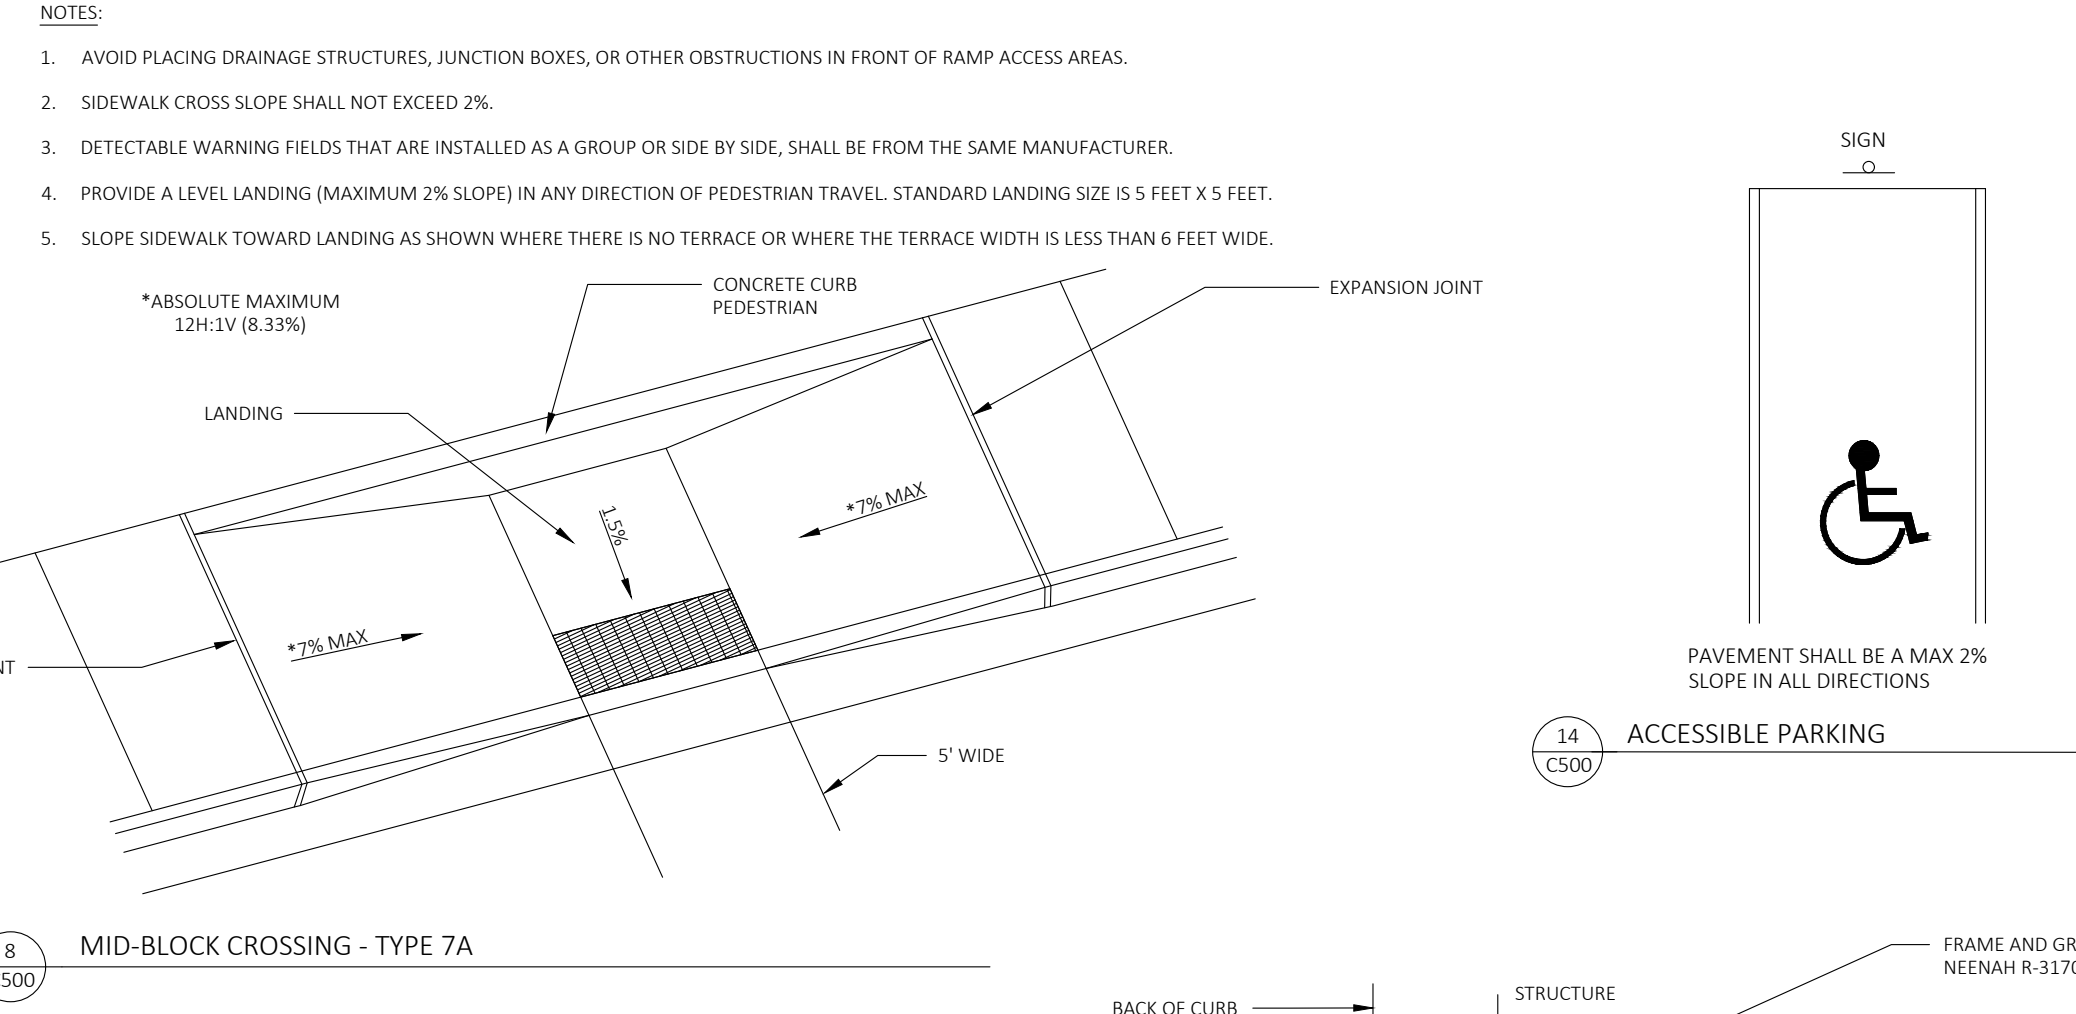 NOTES:
1. AVOID PLACING DRAINAGE STRUCTURES, JUNCTION BOXES, OR OTHER OBSTRUCTIONS IN FRONT OF RAMP ACCESS AREAS.
2. SIDEWALK CROSS SLOPE SHALL NOT EXCEED 2%.
3. DETECTABLE WARNING FIELDS THAT ARE INSTALLED AS A GROUP OR SIDE BY SIDE, SHALL BE FROM THE SAME MANUFACTURER.
4. PROVIDE A LEVEL LANDING (MAXIMUM 2% SLOPE) IN ANY DIRECTION OF PEDESTRIAN TRAVEL. STANDARD LANDING SIZE IS 5 FEET X 5 FEET.
5. SLOPE SIDEWALK TOWARD LANDING AS SHOWN WHERE THERE IS NO TERRACE OR WHERE THE TERRACE WIDTH IS LESS THAN 6 FEET WIDE.
*ABSOLUTE MAXIMUM
12H:1V (8.33%)
CONCRETE CURB
PEDESTRIAN
EXPANSION JOINT
LANDING
1.5%
*7% MAX
*7% MAX
NT
5' WIDE
8
C500
MID-BLOCK CROSSING - TYPE 7A
SIGN
PAVEMENT SHALL BE A MAX 2%
SLOPE IN ALL DIRECTIONS
14
C500
ACCESSIBLE PARKING
BACK OF CURB
STRUCTURE
FRAME AND GR
NEENAH R-3170